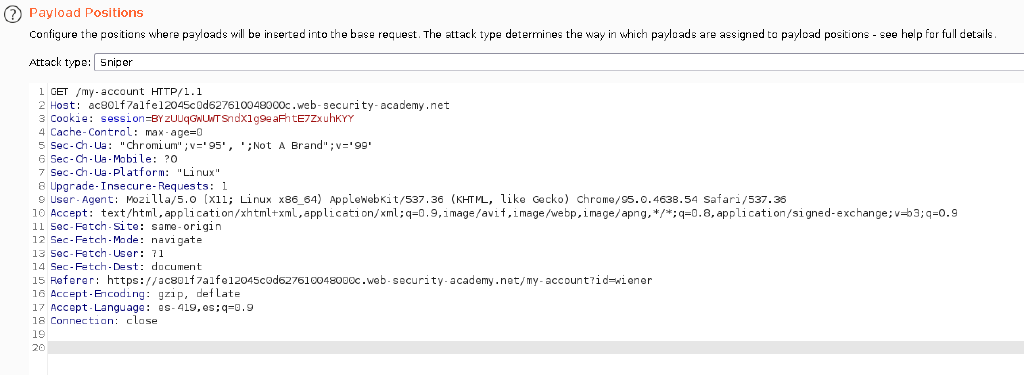 ?
Payload Positions
Configure the positions where payloads will be inserted into the base request. The attack type determines the way in which payloads are assigned to payload positions - see help for full details.
Attack type: Sniper
1 GET /my-account HTTP/1.1
2 Host: ac801f7a1fe12045c0d627610048000c.web-security-academy.net
3 Cookie: session=BYzUUqGWUWTSndX1g9eaFhtE7ZxuhKYY
4 Cache-Control: max-age=0
5 Sec-Ch-Ua: "Chromium";v="95", ";Not A Brand";v="99"
6 Sec-Ch-Ua-Mobile: ?0
7 Sec-Ch-Ua-Platform: "Linux"
8 Upgrade-Insecure-Requests: 1
9 User-Agent: Mozilla/5.0 (X11; Linux x86_64) AppleWebKit/537.36 (KHTML, like Gecko) Chrome/95.0.4638.54 Safari/537.36
10 Accept: text/html,application/xhtml+xml,application/xml;q=0.9,image/avif,image/webp,image/apng,*/*;q=0.8,application/signed-exchange;v=b3;q=0.9
11 Sec-Fetch-Site: same-origin
12 Sec-Fetch-Mode: navigate
13 Sec-Fetch-User: ?1
14 Sec-Fetch-Dest: document
15 Referer: https://ac801f7a1fe12045c0d627610048000c.web-security-academy.net/my-account?id=wiener
16 Accept-Encoding: gzip, deflate
17 Accept-Language: es-419,es;q=0.9
18 Connection: close
19
20